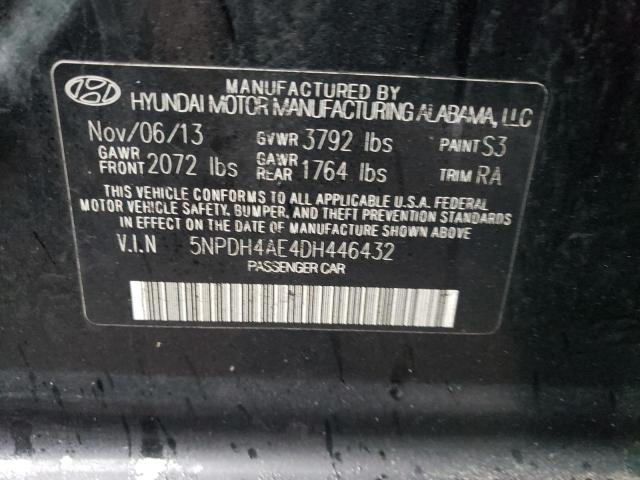 MANUFACTURED BY
HYUNDAI MOTOR MANUFACTURING ALABAMA, LLC
Nov/06/13 GVWR 3792 lbs PAINT S3
GAWR FRONT 2072 lbs GAWR REAR 1764 lbs TRIM RA
THIS VEHICLE CONFORMS TO ALL APPLICABLE U.S.A. FEDERAL
MOTOR VEHICLE SAFETY, BUMPER, AND THEFT PREVENTION STANDARDS
IN EFFECT ON THE DATE OF MANUFACTURE SHOWN ABOVE.
V.I.N 5NPDH4AE4DH446432
PASSENGER CAR